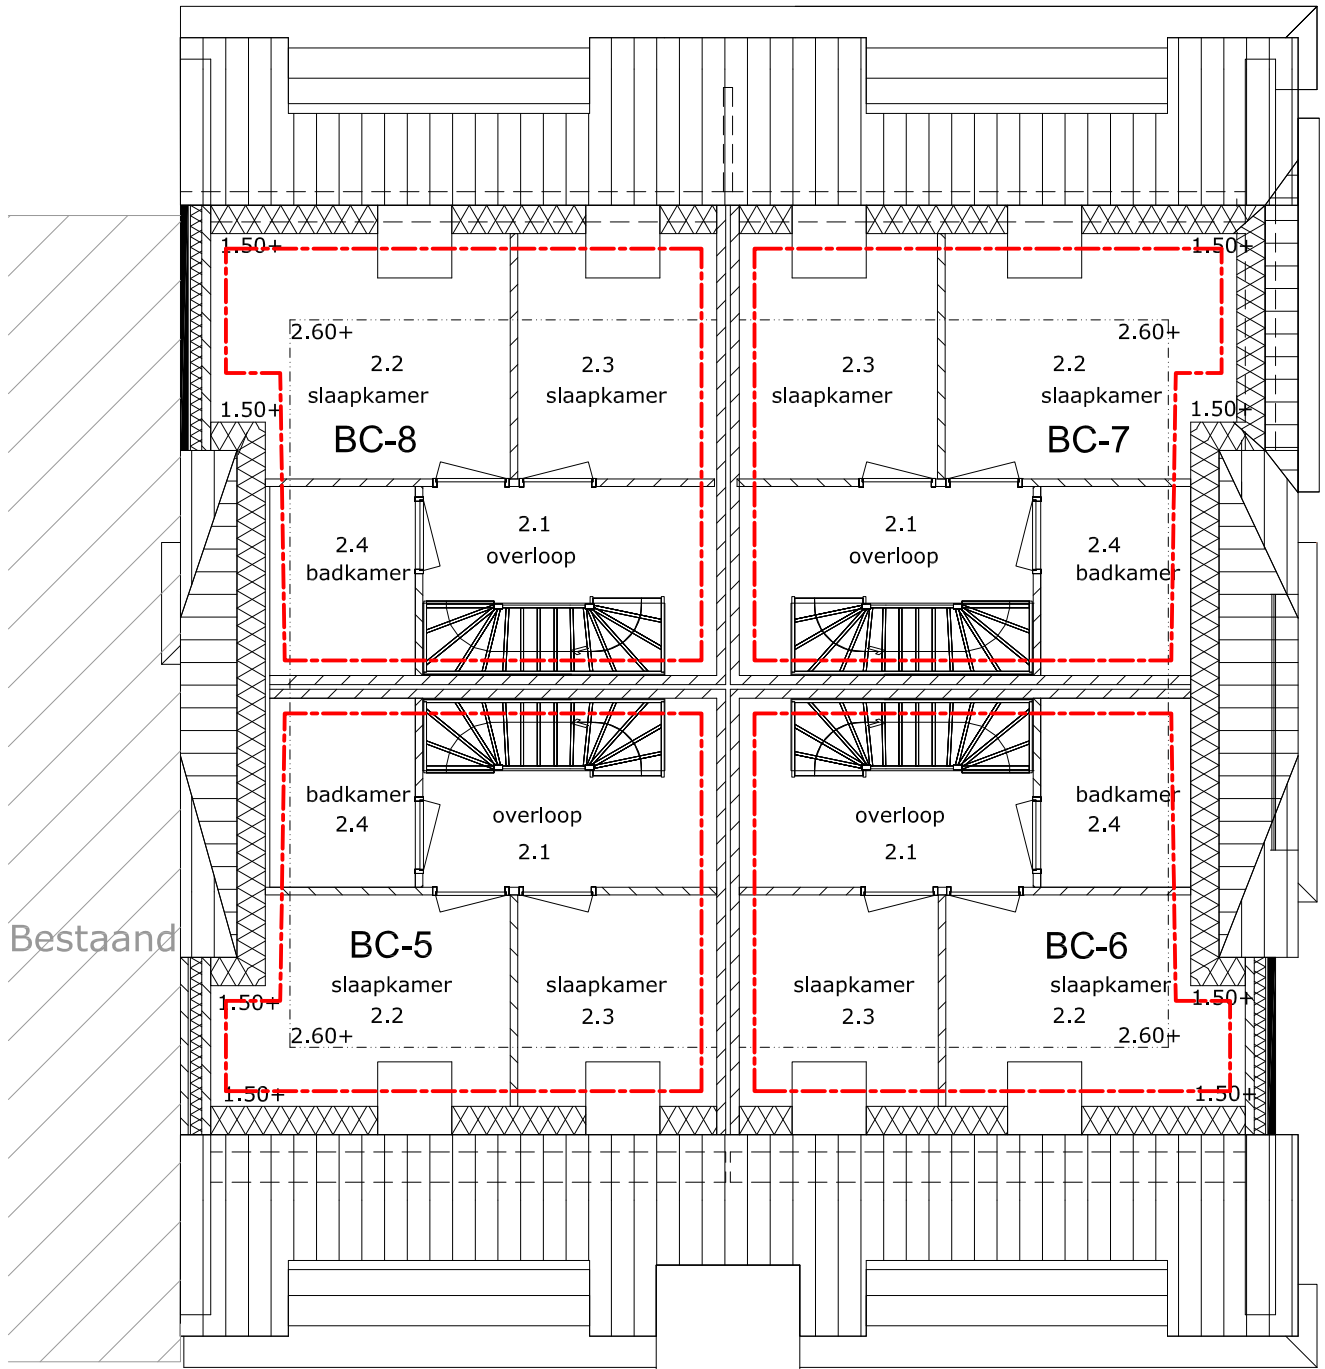 1.50+
1.50+
2.60+
2.60+
2.2
slaapkamer
2.3
slaapkamer
2.3
slaapkamer
2.2
slaapkamer
1.50+
1.50+
BC-8
BC-7
2.1
overloop
2.1
overloop
2.4
badkamer
2.4
badkamer
badkamer
2.4
overloop
2.1
overloop
2.1
badkamer
2.4
Bestaand
BC-5
BC-6
slaapkamer
2.2
slaapkamer
2.3
slaapkamer
2.3
slaapkamer
2.2
1.50+
1.50+
2.60+
2.60+
1.50+
1.50+